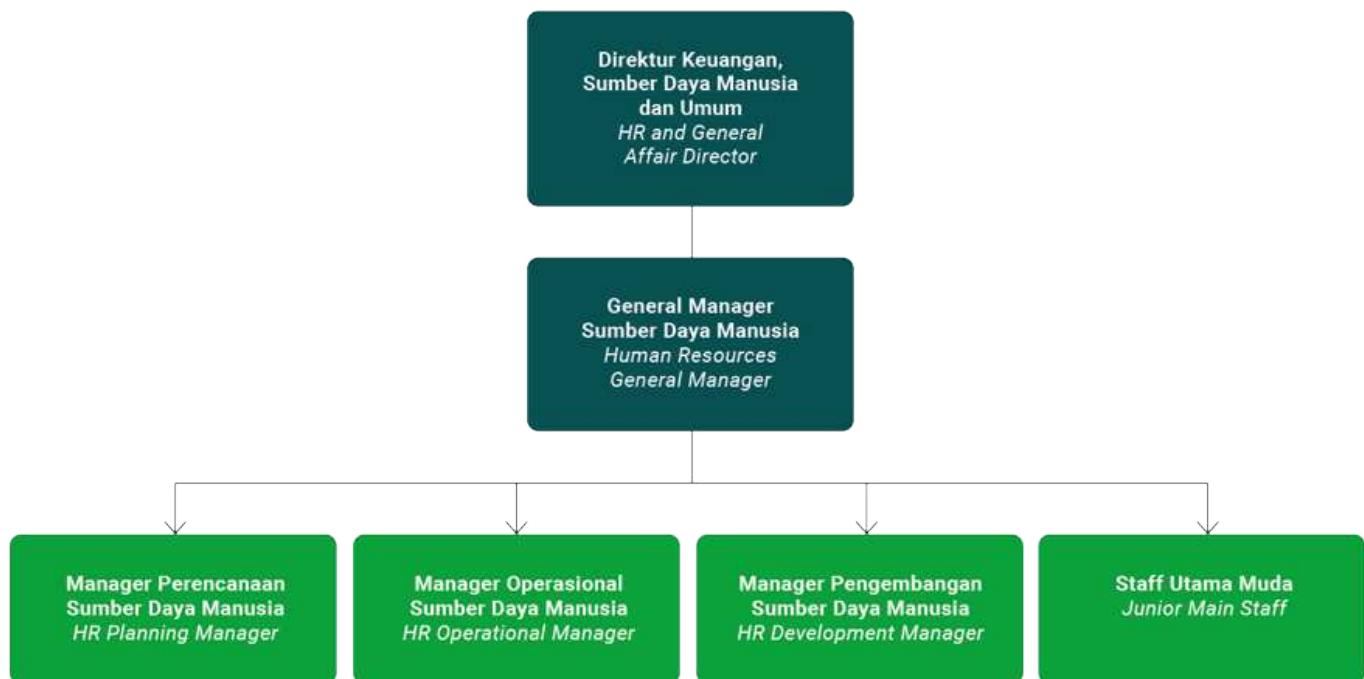 Direktur Keuangan,
Sumber Daya Manusia
dan Umum
HR and General
Affair Director
General Manager
Sumber Daya Manusia
Human Resources
General Manager
Manager Perencanaan
Sumber Daya Manusia
HR Planning Manager
Manager Operasional
Sumber Daya Manusia
HR Operational Manager
Manager Pengembangan
Sumber Daya Manusia
HR Development Manager
Staff Utama Muda
Junior Main Staff